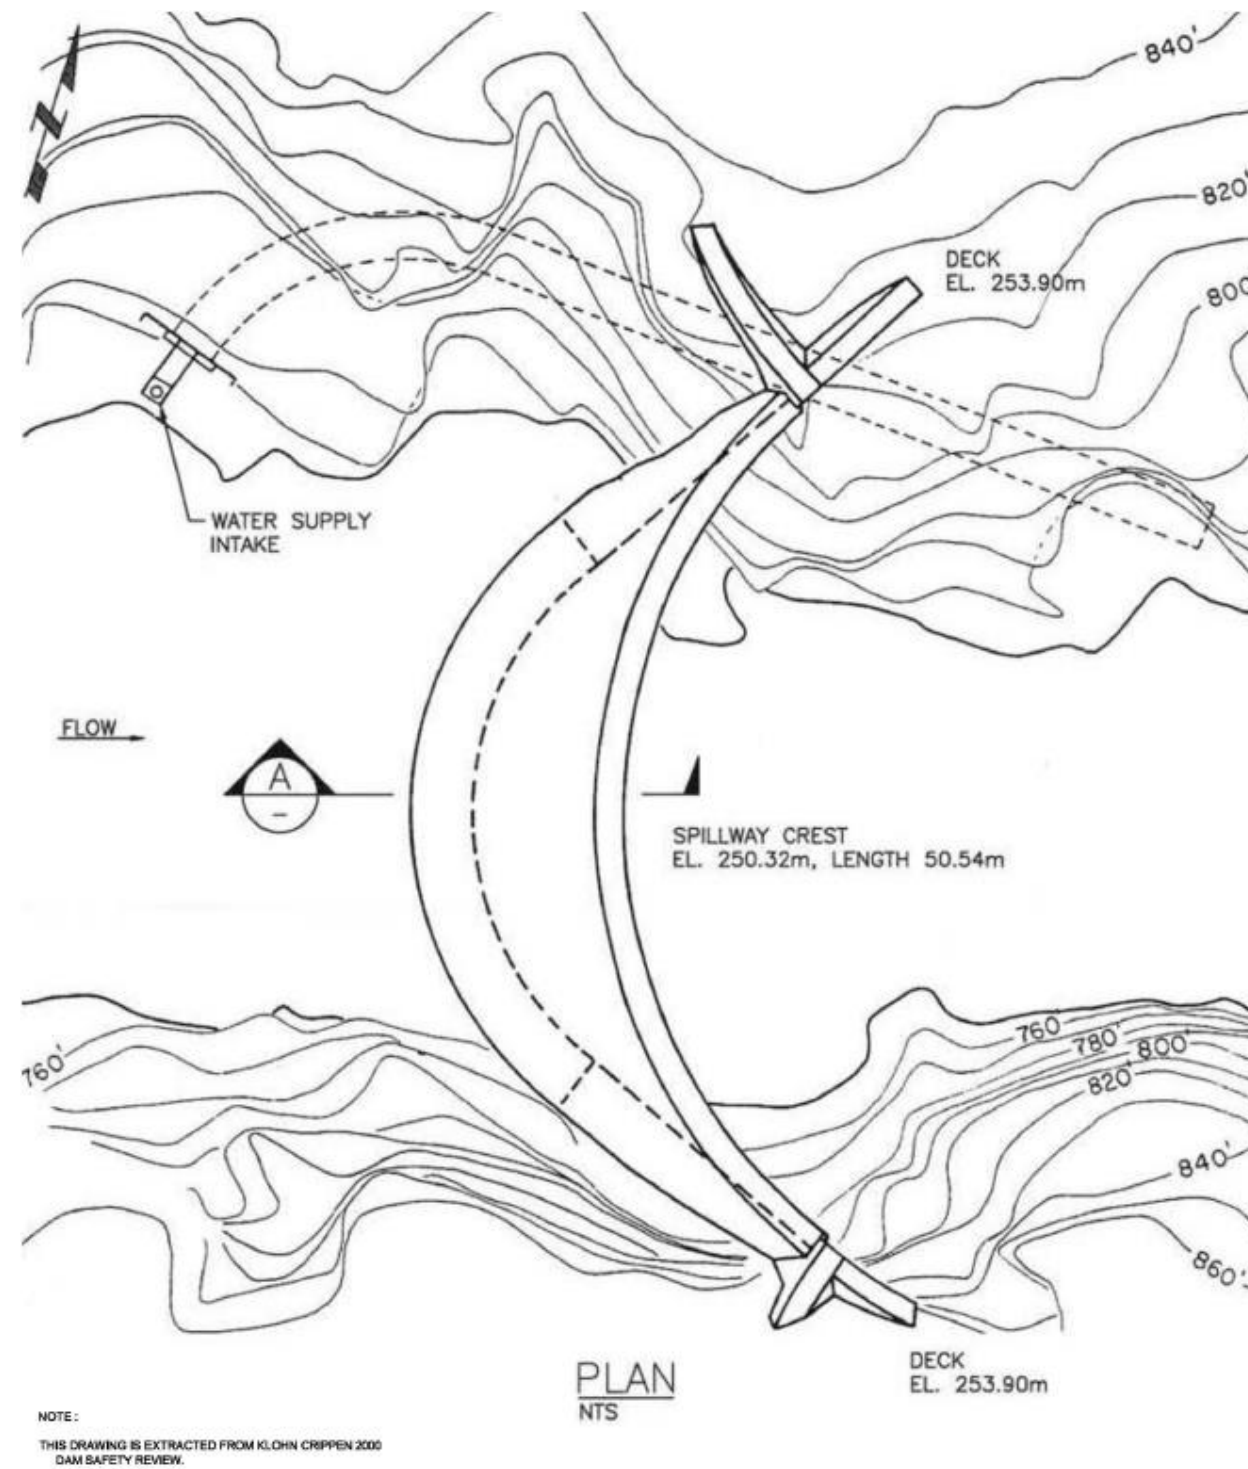 840'
N
820'
DECK
EL. 253.90m
800'
WATER SUPPLY
INTAKE
FLOW
A
-
SPILLWAY CREST
EL. 250.32m, LENGTH 50.54m
760'
760'
780'
800'
820'
840'
860'
DECK
EL. 253.90m
PLAN
NTS
NOTE:
THIS DRAWING IS EXTRACTED FROM KLOHN CRIPPEN 2000
DAM SAFETY REVIEW.